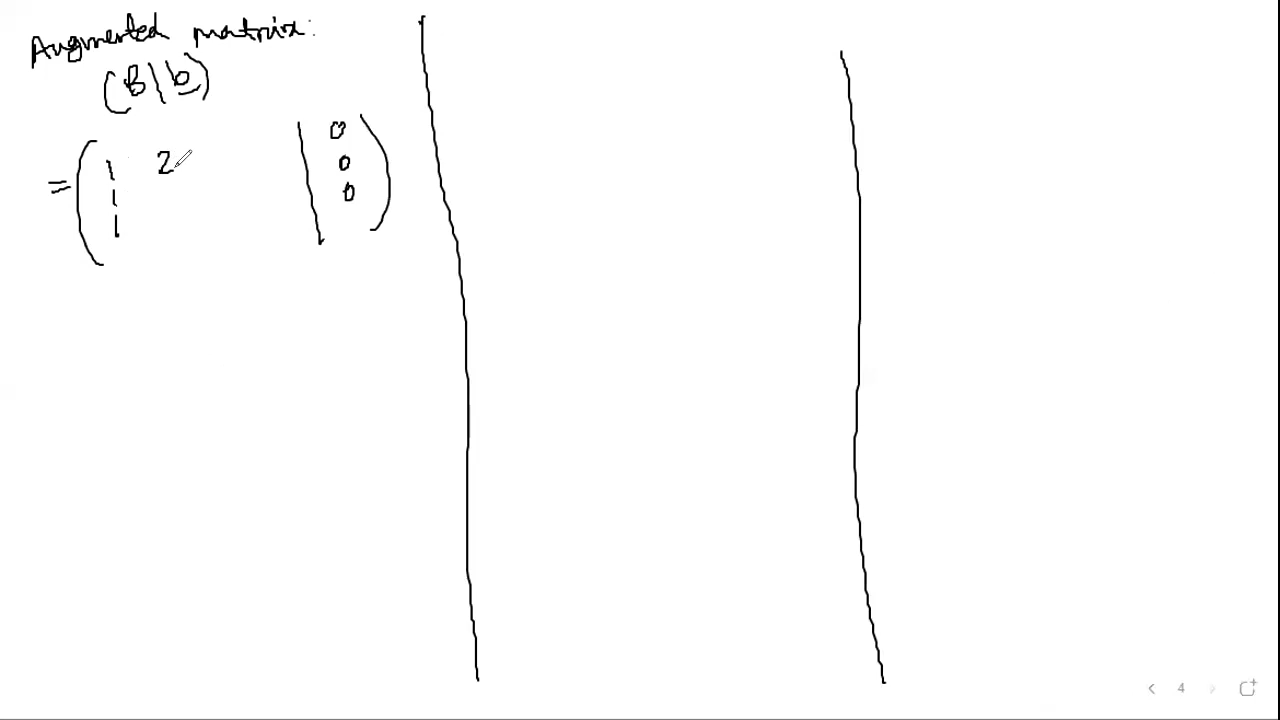 Augmented matrix:
(B|b)
= ( 1 2 | 0
1 | 0
1 | 0 )
4